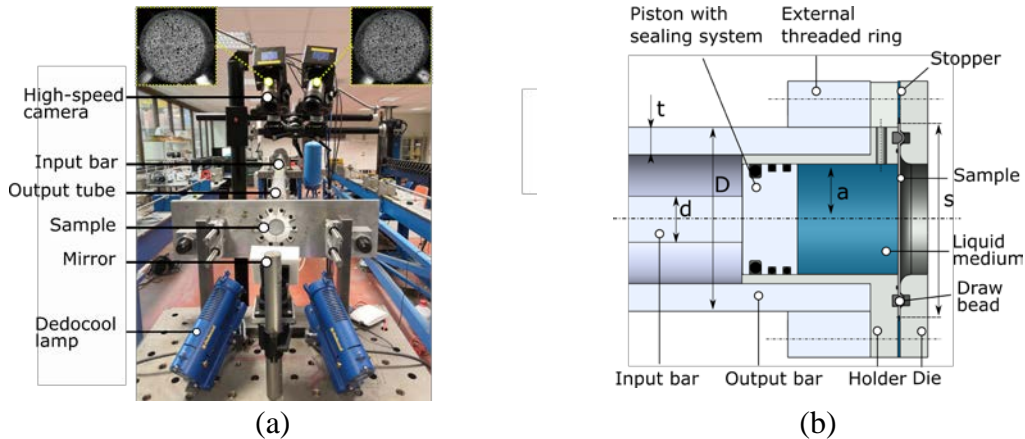 High-speed
camera
Input bar
Output tube
Sample
Mirror
Dedocool
lamp
(a)
Piston with
sealing system
External
threaded ring
Stopper
t
D
d
a
s
Sample
Liquid
medium
Draw
bead
Input bar
Output bar
Holder
Die
(b)